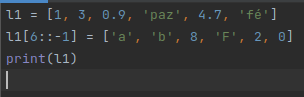 l1 = [1, 3, 0.9, 'paz', 4.7, 'fé']
l1[6::-1] = ['a', 'b', 8, 'F', 2, 0]
print(l1)